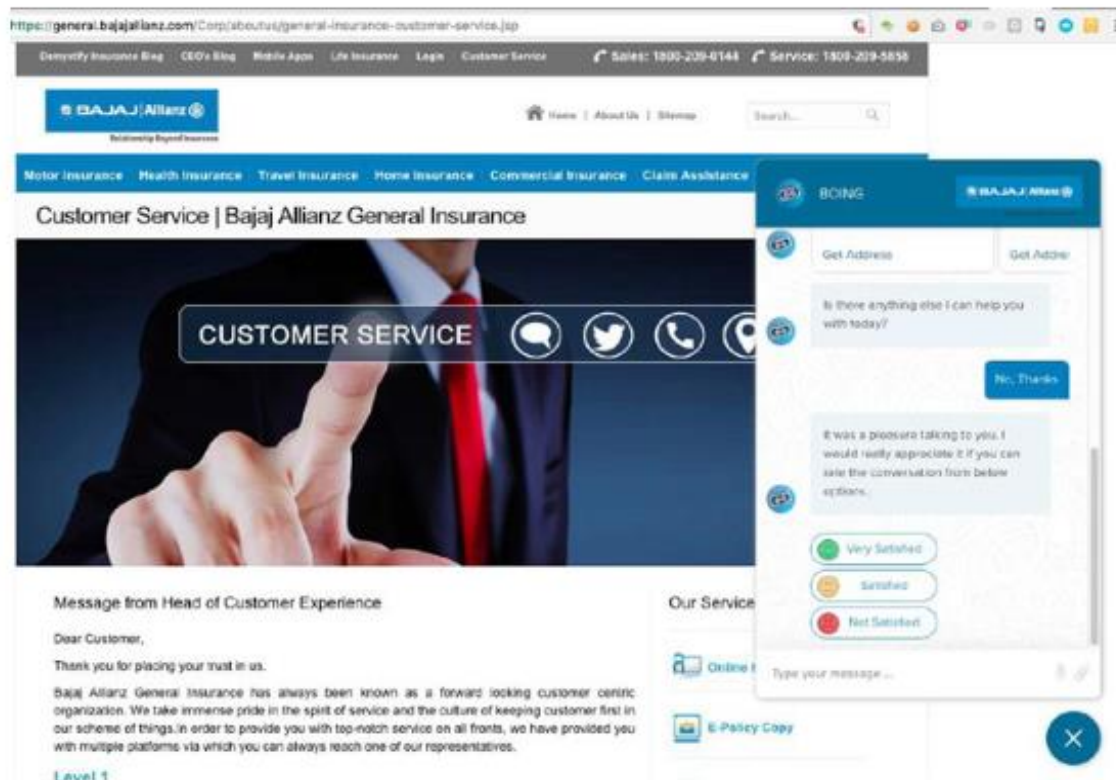 https://general.bajajallianz.com/Corp/aboutus/general-insurance-customer-service.jsp
Demystify Insurance Blog CEO's Blog Mobile Apps Life Insurance Login Customer Service Sales: 1800-209-0144 Service: 1800-209-5858
BAJAJ Allianz
Relationship Beyond Insurance
Home | About Us | Sitemap Search...
Motor Insurance Health Insurance Travel Insurance Home Insurance Commercial Insurance Claim Assistance
Customer Service | Bajaj Allianz General Insurance
CUSTOMER SERVICE
Message from Head of Customer Experience
Dear Customer,
Thank you for placing your trust in us.
Bajaj Allianz General Insurance has always been known as a forward looking customer centric
organization. We take immense pride in the spirit of service and the culture of keeping customer first in
our scheme of things.In order to provide you with top-notch service on all fronts, we have provided you
with multiple platforms via which you can always reach one of our representatives.
Level 1
Our Service
Online
E-Policy Copy
BOING BAJAJ Allianz
Get Address Get Addre
Is there anything else I can help you
with today?
No, Thanks
It was a pleasure talking to you. I
would really appreciate it if you can
rate the conversation from below
options.
Very Satisfied
Satisfied
Not Satisfied
Type your message ...